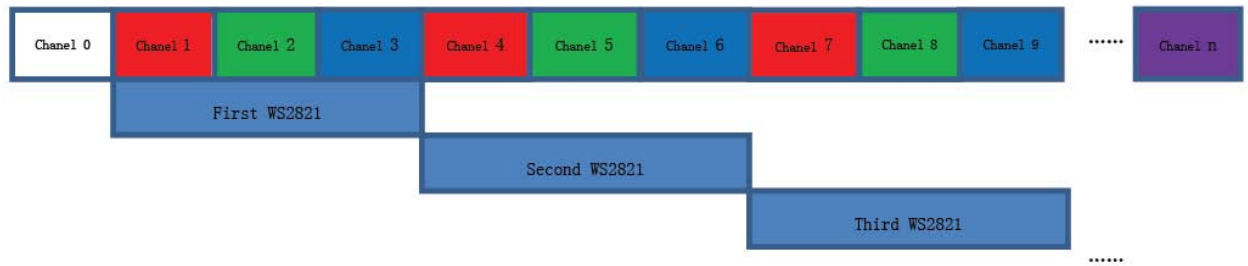 Chanel 0 Chanel 1 Chanel 2 Chanel 3 Chanel 4 Chanel 5 Chanel 6 Chanel 7 Chanel 8 Chanel 9 ...... Chanel n
First WS2821
Second WS2821
Third WS2821
......